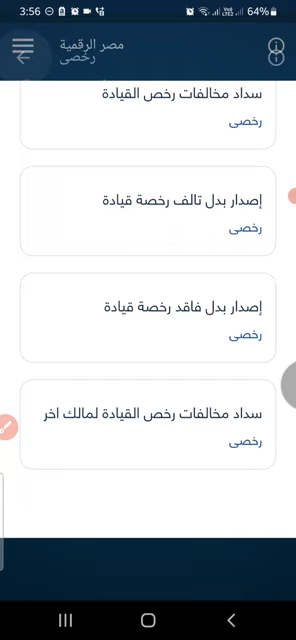 3:56
64%
مصر الرقمية
رخصى
سداد مخالفات رخص القيادة
رخصى
إصدار بدل تالف رخصة قيادة
رخصى
إصدار بدل فاقد رخصة قيادة
رخصى
سداد مخالفات رخص القيادة لمالك اخر
رخصى